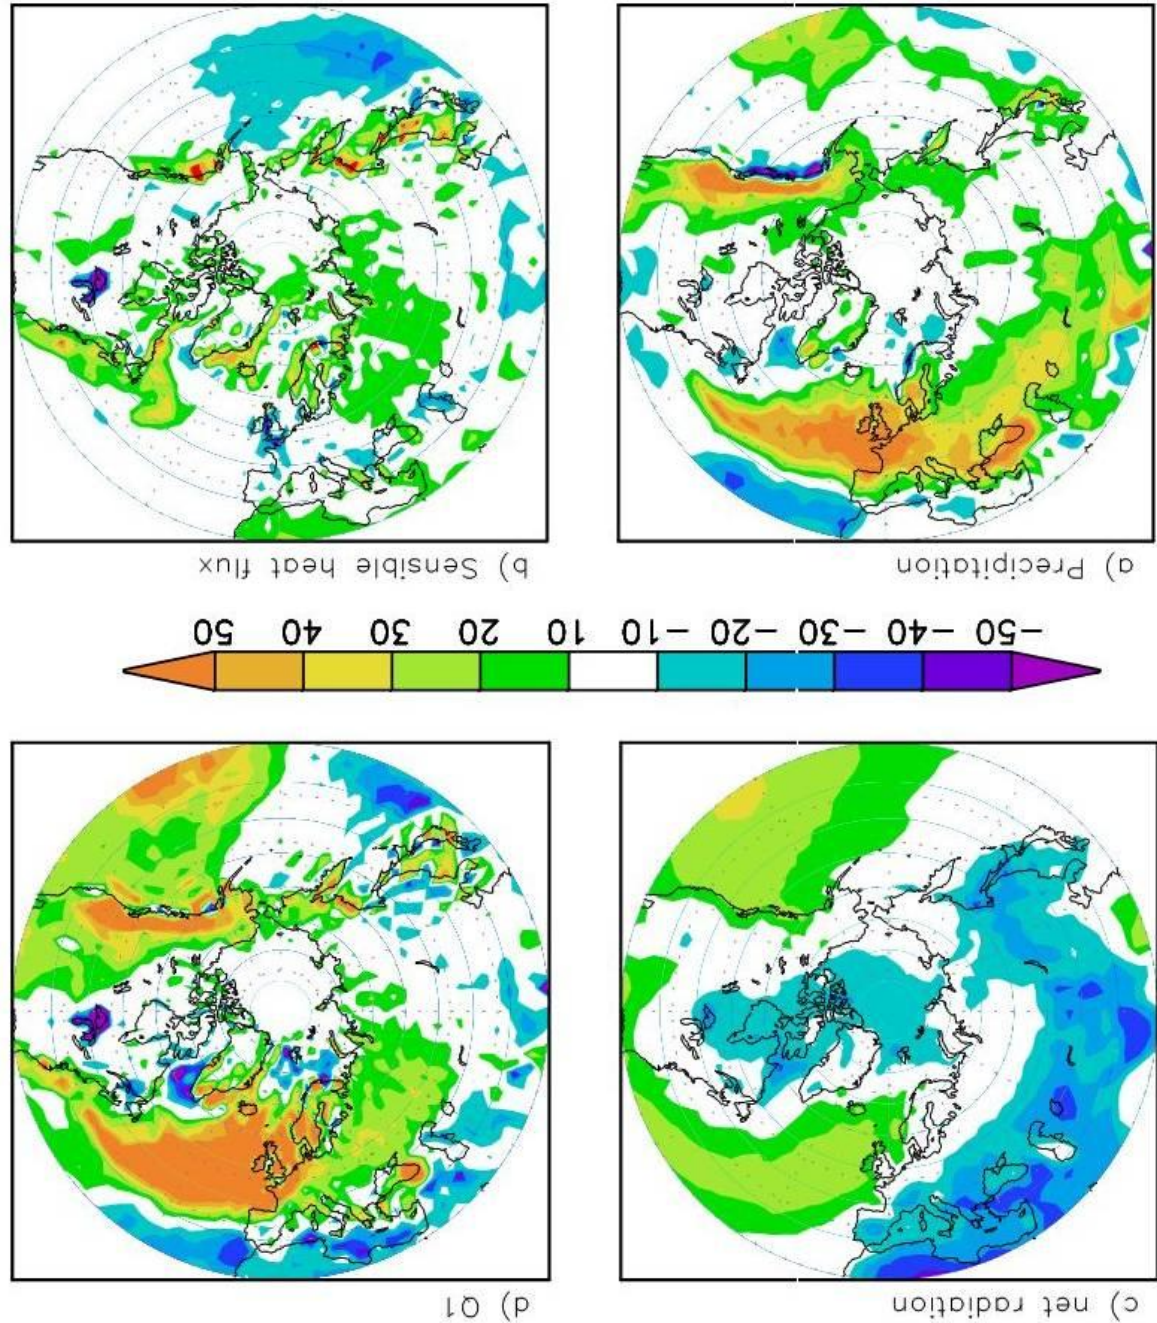 a) Precipitation
b) Sensible heat flux
-50 -40 -30 -20 -10 10 20 30 40 50
c) net radiation
d) Q1